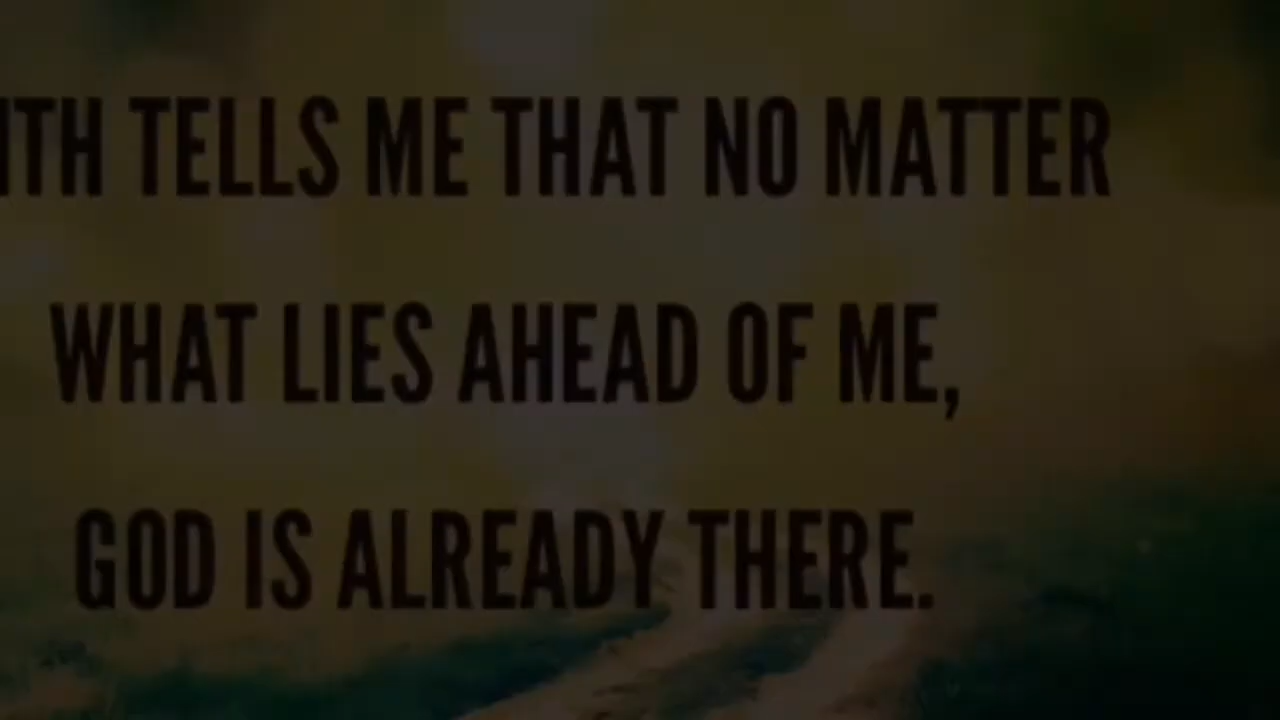 ITH TELLS ME THAT NO MATTER
WHAT LIES AHEAD OF ME,
GOD IS ALREADY THERE.